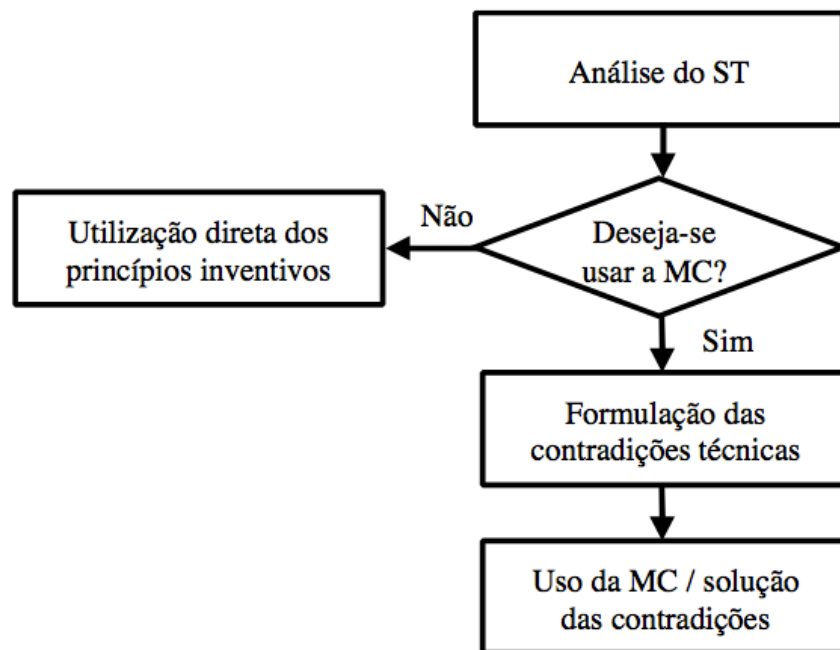 Análise do ST
Não
Utilização direta dos
princípios inventivos
Deseja-se
usar a MC?
Sim
Formulação das
contradições técnicas
Uso da MC / solução
das contradições